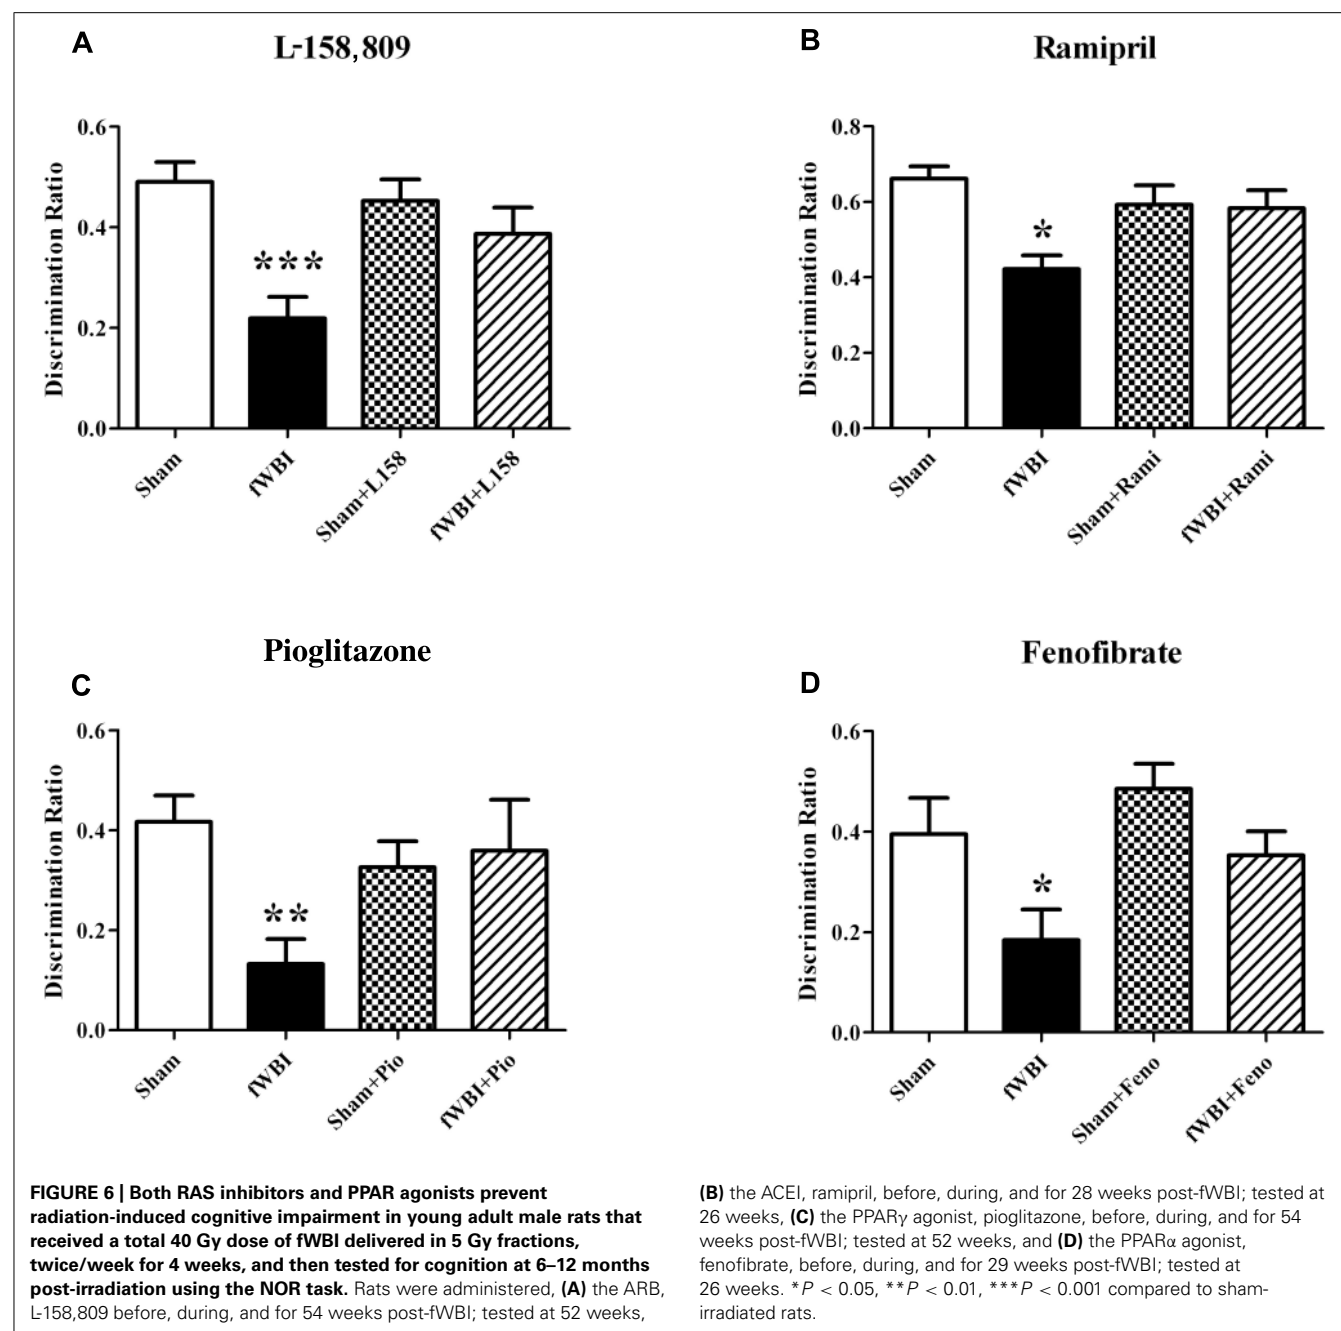 A
L-158,809
Discrimination Ratio
0.6
0.4
0.2
0.0
***
Sham
fWBI
Sham+L158
fWBI+L158
B
Ramipril
Discrimination Ratio
0.8
0.6
0.4
0.2
0.0
*
Sham
fWBI
Sham+Rami
fWBI+Rami
Pioglitazone
C
Discrimination Ratio
0.6
0.4
0.2
0.0
**
Sham
fWBI
Sham+Pio
fWBI+Pio
Fenofibrate
D
Discrimination Ratio
0.6
0.4
0.2
0.0
*
Sham
fWBI
Sham+Feno
fWBI+Feno
FIGURE 6 | Both RAS inhibitors and PPAR agonists prevent
radiation-induced cognitive impairment in young adult male rats that
received a total 40 Gy dose of fWBI delivered in 5 Gy fractions,
twice/week for 4 weeks, and then tested for cognition at 6–12 months
post-irradiation using the NOR task. Rats were administered, (A) the ARB,
L-158,809 before, during, and for 54 weeks post-fWBI; tested at 52 weeks,
(B) the ACEI, ramipril, before, during, and for 28 weeks post-fWBI; tested at
26 weeks, (C) the PPARγ agonist, pioglitazone, before, during, and for 54
weeks post-fWBI; tested at 52 weeks, and (D) the PPARα agonist,
fenofibrate, before, during, and for 29 weeks post-fWBI; tested at
26 weeks. *P < 0.05, **P < 0.01, ***P < 0.001 compared to sham-
irradiated rats.